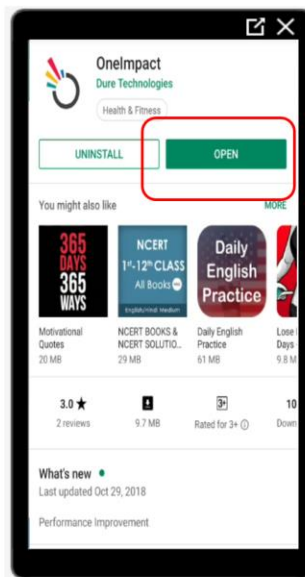 OneImpact
Dure Technologies
Health & Fitness
UNINSTALL
OPEN
You might also like
MORE
365
DAYS
365
WAYS
NCERT
1st-12th CLASS
All Books
English/Hindi Medium
Daily
English
Practice
Motivational
Quotes
20 MB
NCERT BOOKS &
NCERT SOLUTIO...
29 MB
Daily English
Practice
61 MB
Lose
Days -
9.8 M
3.0 ★
2 reviews
9.7 MB
3+
Rated for 3+
10
Down
What's new
Last updated Oct 29, 2018
Performance Improvement